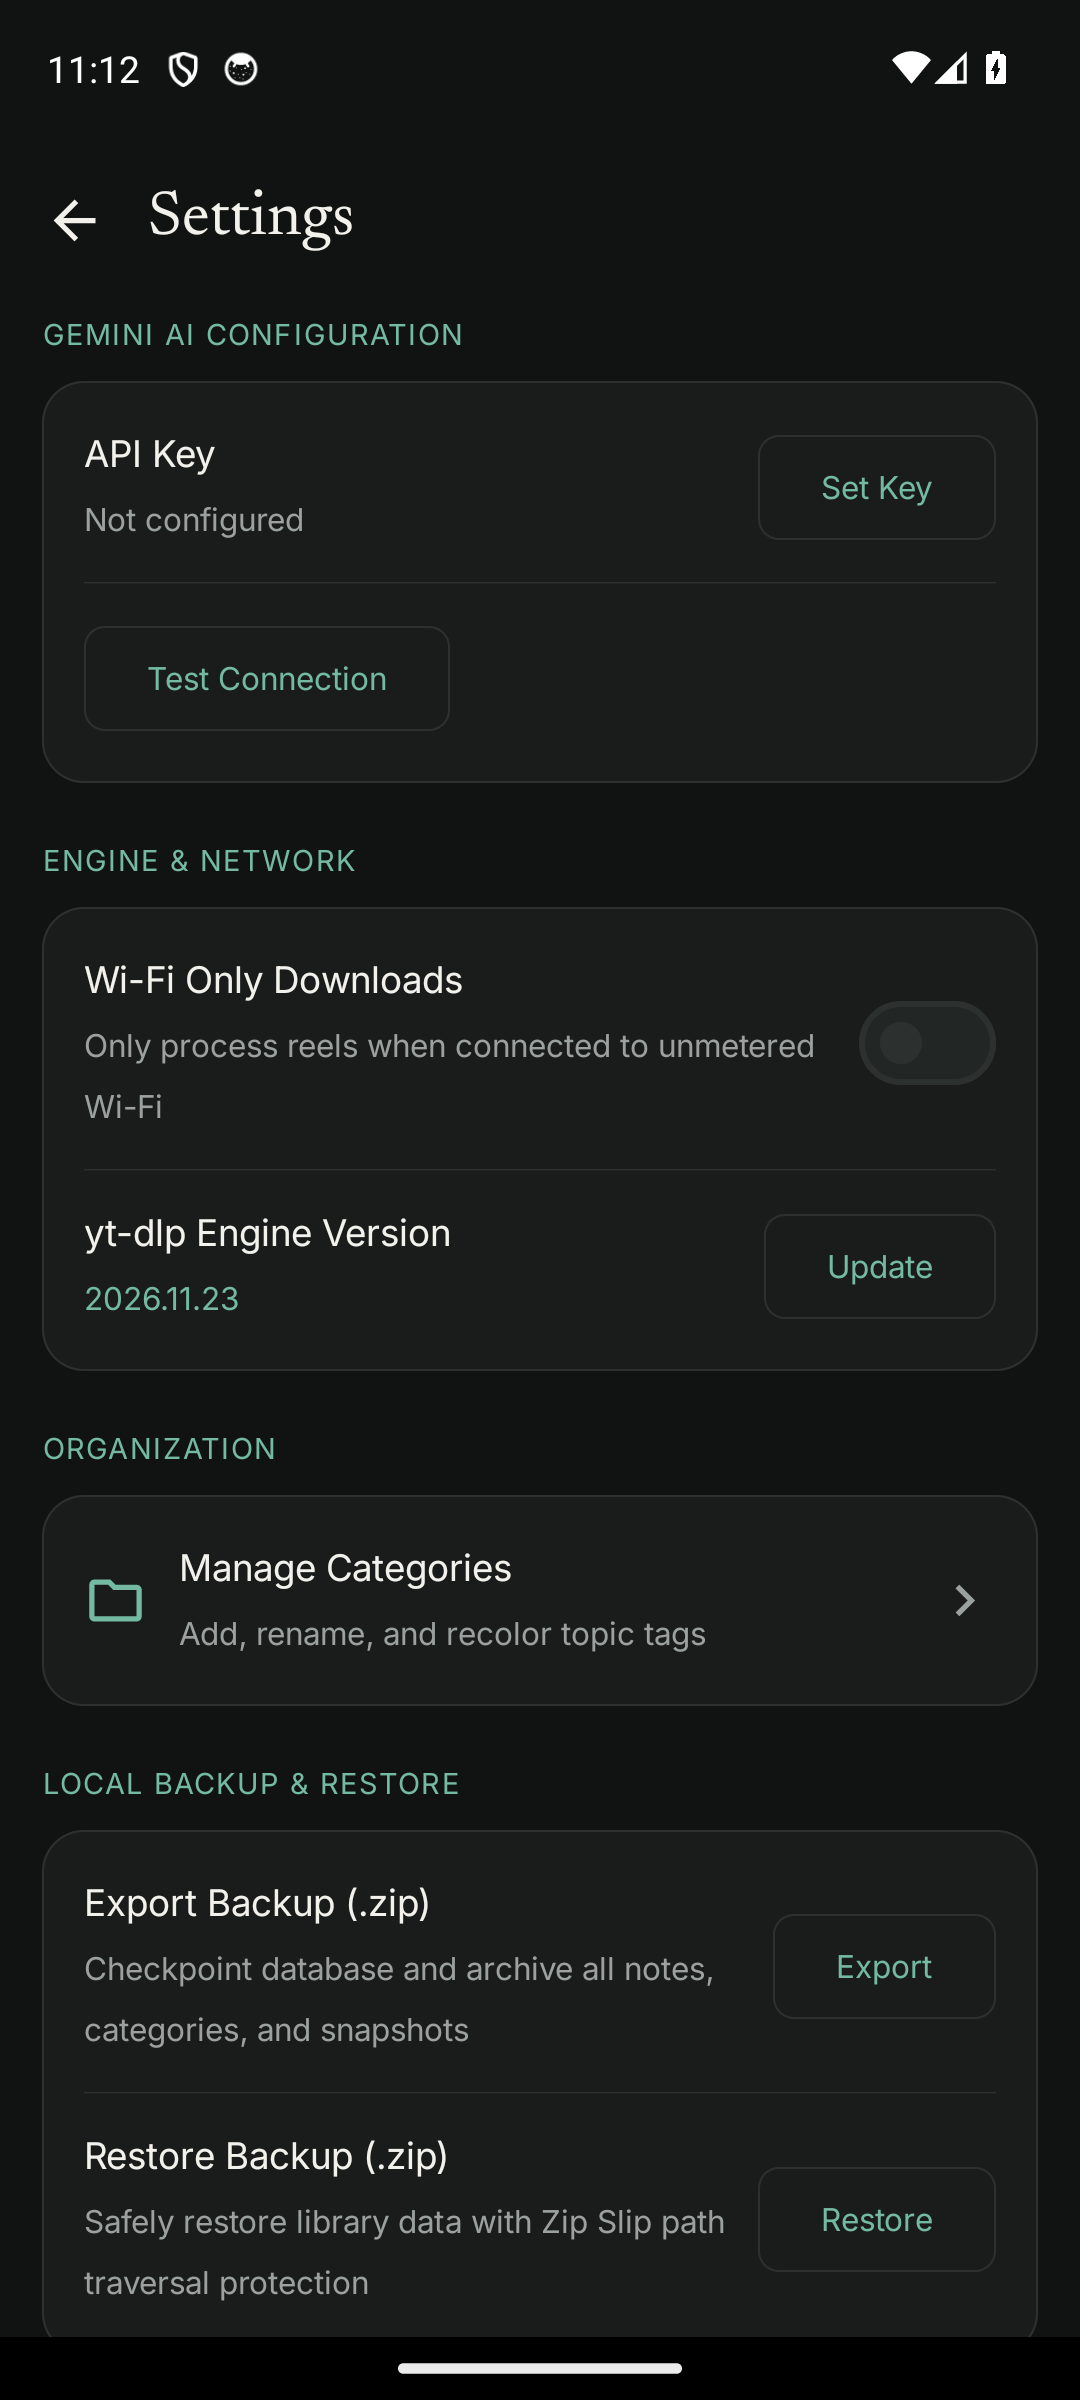 11:12
Settings
GEMINI AI CONFIGURATION
API Key
Not configured
Set Key
Test Connection
ENGINE & NETWORK
Wi-Fi Only Downloads
Only process reels when connected to unmetered
Wi-Fi
yt-dlp Engine Version
2026.11.23
Update
ORGANIZATION
Manage Categories
Add, rename, and recolor topic tags
LOCAL BACKUP & RESTORE
Export Backup (.zip)
Checkpoint database and archive all notes,
categories, and snapshots
Export
Restore Backup (.zip)
Safely restore library data with Zip Slip path
traversal protection
Restore